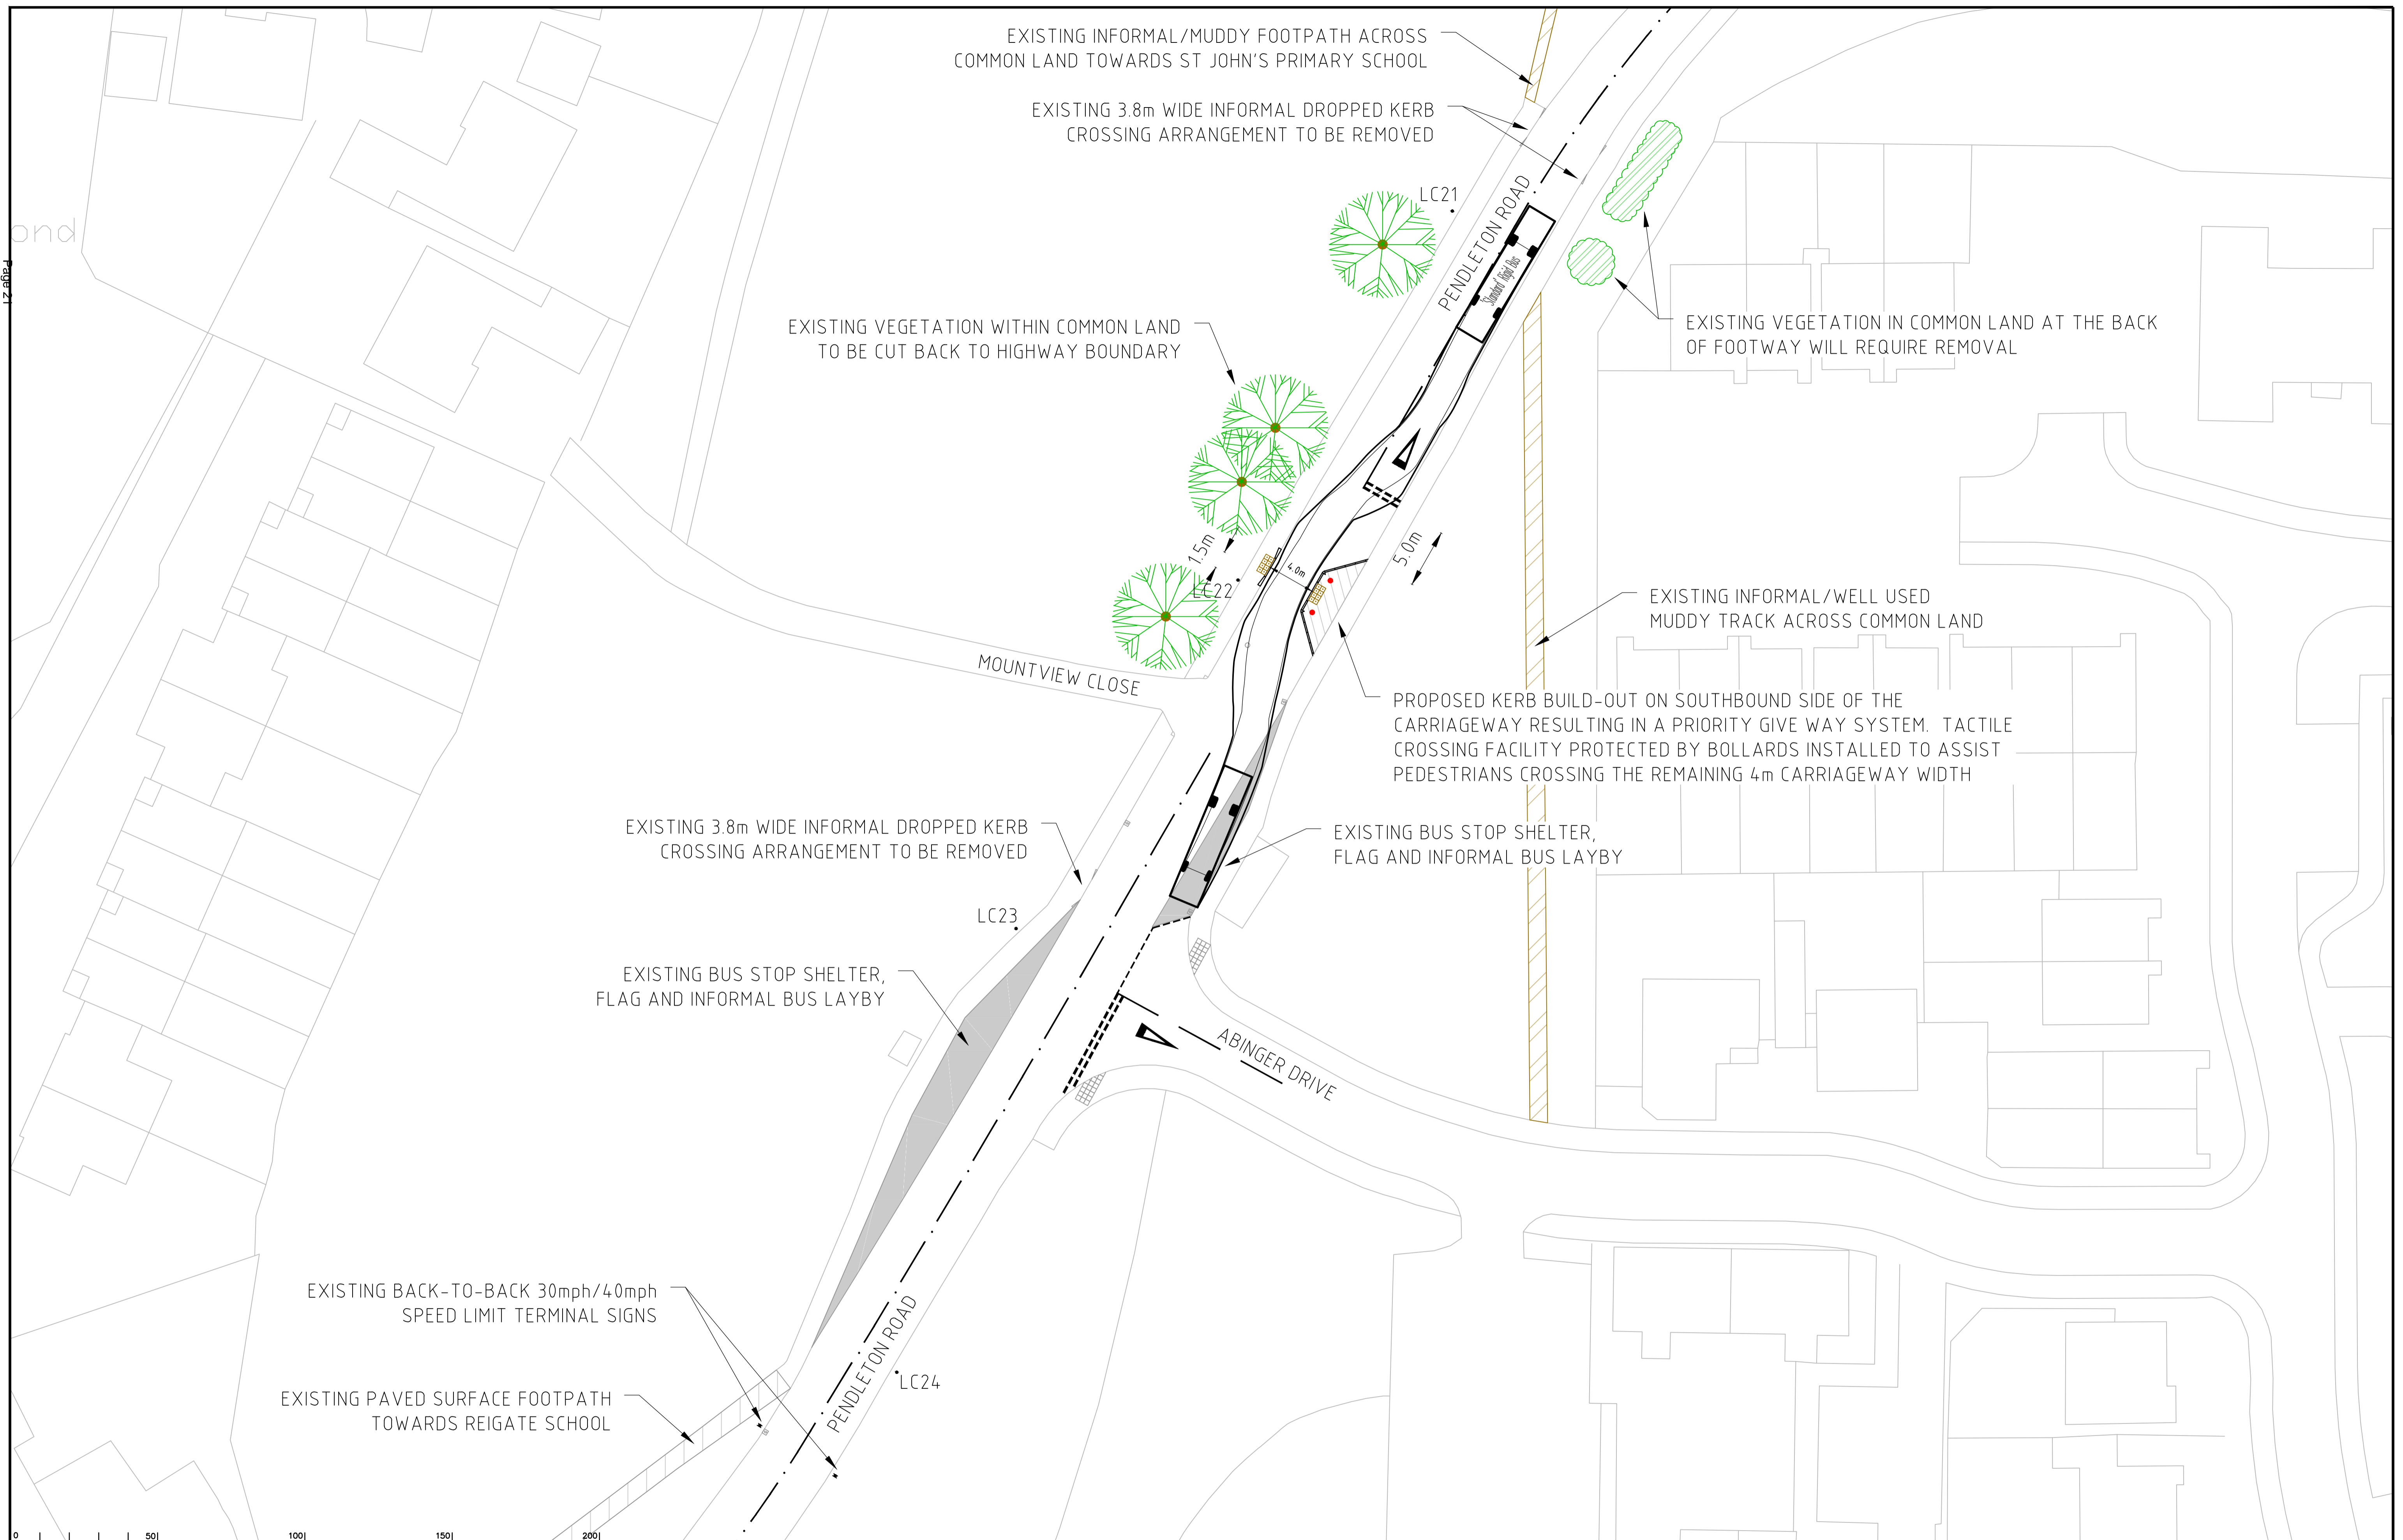 EXISTING INFORMAL/MUDDY FOOTPATH ACROSS
COMMON LAND TOWARDS ST JOHN'S PRIMARY SCHOOL
EXISTING 3.8m WIDE INFORMAL DROPPED KERB
CROSSING ARRANGEMENT TO BE REMOVED
LC21
PENDLETON ROAD
ond
Page 21
"Standard" Rigid Bus
EXISTING VEGETATION WITHIN COMMON LAND
TO BE CUT BACK TO HIGHWAY BOUNDARY
EXISTING VEGETATION IN COMMON LAND AT THE BACK
OF FOOTWAY WILL REQUIRE REMOVAL
1.5m
5.0m
4.0m
LC22
EXISTING INFORMAL/WELL USED
MUDDY TRACK ACROSS COMMON LAND
MOUNTVIEW CLOSE
PROPOSED KERB BUILD-OUT ON SOUTHBOUND SIDE OF THE
CARRIAGEWAY RESULTING IN A PRIORITY GIVE WAY SYSTEM. TACTILE
CROSSING FACILITY PROTECTED BY BOLLARDS INSTALLED TO ASSIST
PEDESTRIANS CROSSING THE REMAINING 4m CARRIAGEWAY WIDTH
EXISTING 3.8m WIDE INFORMAL DROPPED KERB
CROSSING ARRANGEMENT TO BE REMOVED
EXISTING BUS STOP SHELTER,
FLAG AND INFORMAL BUS LAYBY
LC23
EXISTING BUS STOP SHELTER,
FLAG AND INFORMAL BUS LAYBY
ABINGER DRIVE
EXISTING BACK-TO-BACK 30mph/40mph
SPEED LIMIT TERMINAL SIGNS
PENDLETON ROAD
LC24
EXISTING PAVED SURFACE FOOTPATH
TOWARDS REIGATE SCHOOL
0 50 100 150 200